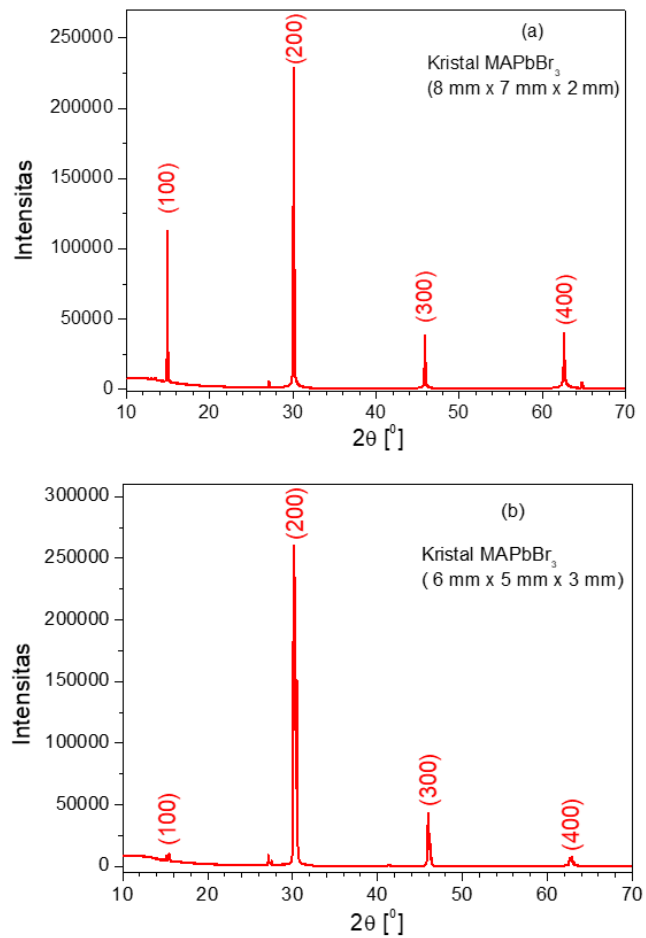 (a)
Kristal MAPbBr₃
(8 mm x 7 mm x 2 mm)
Intensitas
250000
200000
150000
100000
50000
0
(100)
(200)
(300)
(400)
10 20 30 40 50 60 70
2θ [⁰]
(b)
Kristal MAPbBr₃
( 6 mm x 5 mm x 3 mm)
Intensitas
300000
250000
200000
150000
100000
50000
0
(100)
(200)
(300)
(400)
10 20 30 40 50 60 70
2θ [⁰]